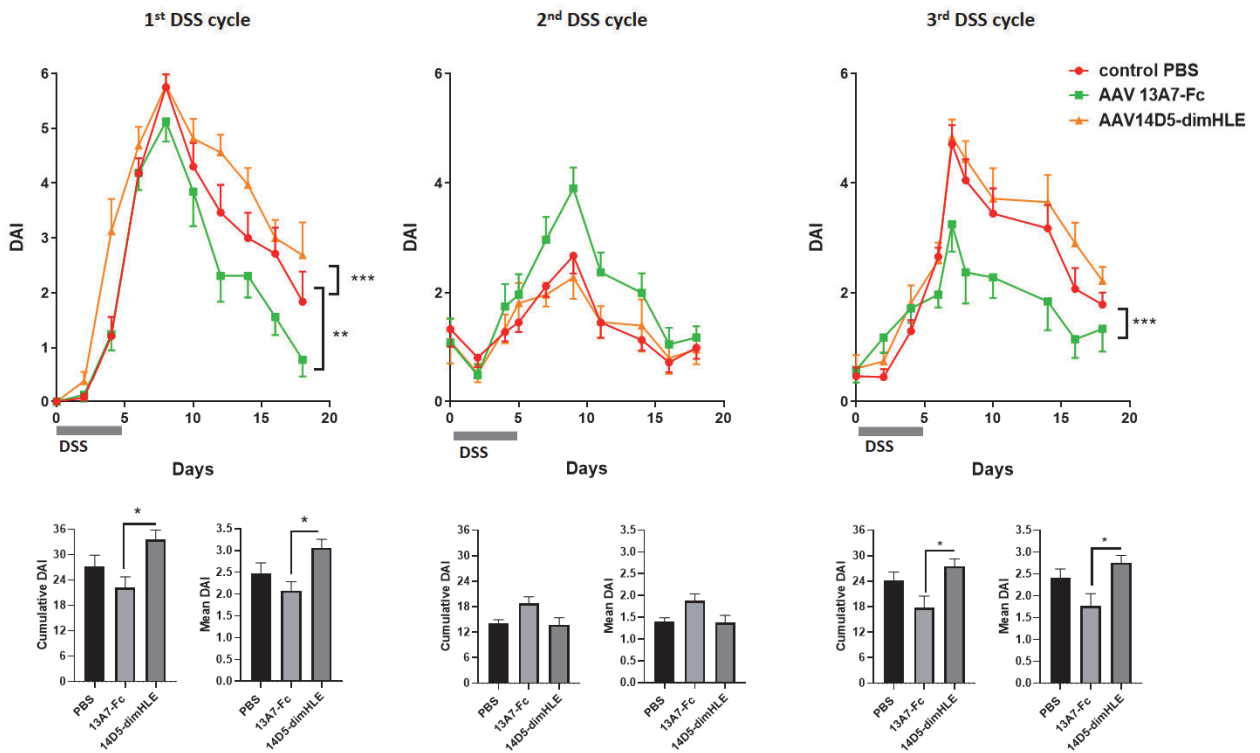 1st DSS cycle
2nd DSS cycle
3rd DSS cycle
control PBS
AAV 13A7-Fc
AAV14D5-dimHLE
DAI
6
5
4
3
2
1
0
0 5 10 15 20
***
**
DSS
Days
DAI
6
4
2
0
0 5 10 15 20
DSS
Days
DAI
6
4
2
0
0 5 10 15 20
***
DSS
Days
Cumulative DAI
36
30
24
18
12
6
0
*
PBS
13A7-Fc
14D5-dimHLE
Mean DAI
3.5
3.0
2.5
2.0
1.5
1.0
0.5
0.0
*
PBS
13A7-Fc
14D5-dimHLE
Cumulative DAI
36
30
24
18
12
6
0
PBS
13A7-Fc
14D5-dimHLE
Mean DAI
3.5
3.0
2.5
2.0
1.5
1.0
0.5
0.0
PBS
13A7-Fc
14D5-dimHLE
Cumulative DAI
36
30
24
18
12
6
0
*
PBS
13A7-Fc
14D5-dimHLE
Mean DAI
3.5
3.0
2.5
2.0
1.5
1.0
0.5
0.0
*
PBS
13A7-Fc
14D5-dimHLE